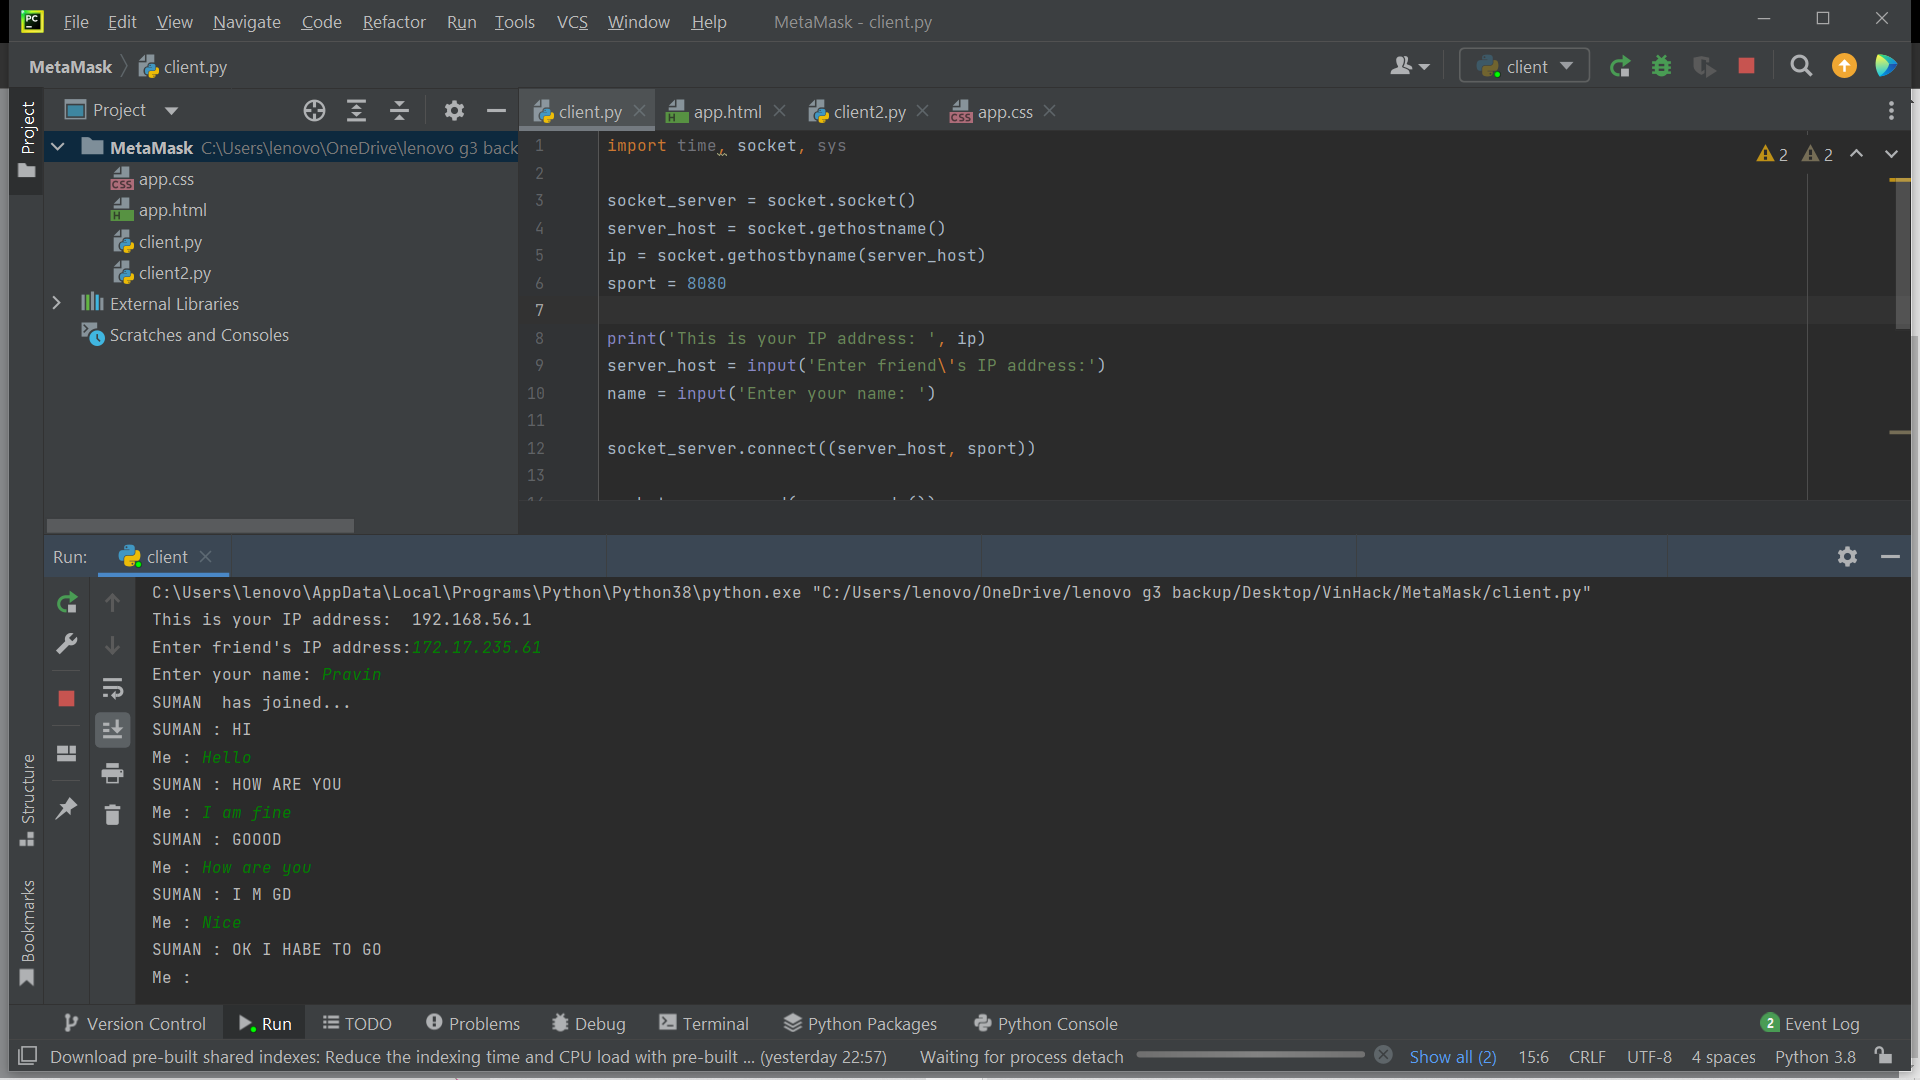 PC File Edit View Navigate Code Refactor Run Tools VCS Window Help MetaMask - client.py
MetaMask client.py client
Project
Project
client.py app.html client2.py app.css
MetaMask C:\Users\lenovo\OneDrive\lenovo g3 back
app.css
app.html
client.py
client2.py
External Libraries
Scratches and Consoles
2 2
1 import time, socket, sys
2
3 socket_server = socket.socket()
4 server_host = socket.gethostname()
5 ip = socket.gethostbyname(server_host)
6 sport = 8080
7
8 print('This is your IP address: ', ip)
9 server_host = input('Enter friend\'s IP address:')
10 name = input('Enter your name: ')
11
12 socket_server.connect((server_host, sport))
13
Run: client
C:\Users\lenovo\AppData\Local\Programs\Python\Python38\python.exe "C:/Users/lenovo/OneDrive/lenovo g3 backup/Desktop/VinHack/MetaMask/client.py"
This is your IP address:  192.168.56.1
Enter friend's IP address:172.17.235.61
Enter your name: Pravin
SUMAN  has joined...
SUMAN : HI
Me : Hello
SUMAN : HOW ARE YOU
Me : I am fine
SUMAN : GOOOD
Me : How are you
SUMAN : I M GD
Me : Nice
SUMAN : OK I HABE TO GO
Me :
Structure
Bookmarks
Version Control Run TODO Problems Debug Terminal Python Packages Python Console 2 Event Log
Download pre-built shared indexes: Reduce the indexing time and CPU load with pre-built ... (yesterday 22:57) Waiting for process detach Show all (2) 15:6 CRLF UTF-8 4 spaces Python 3.8